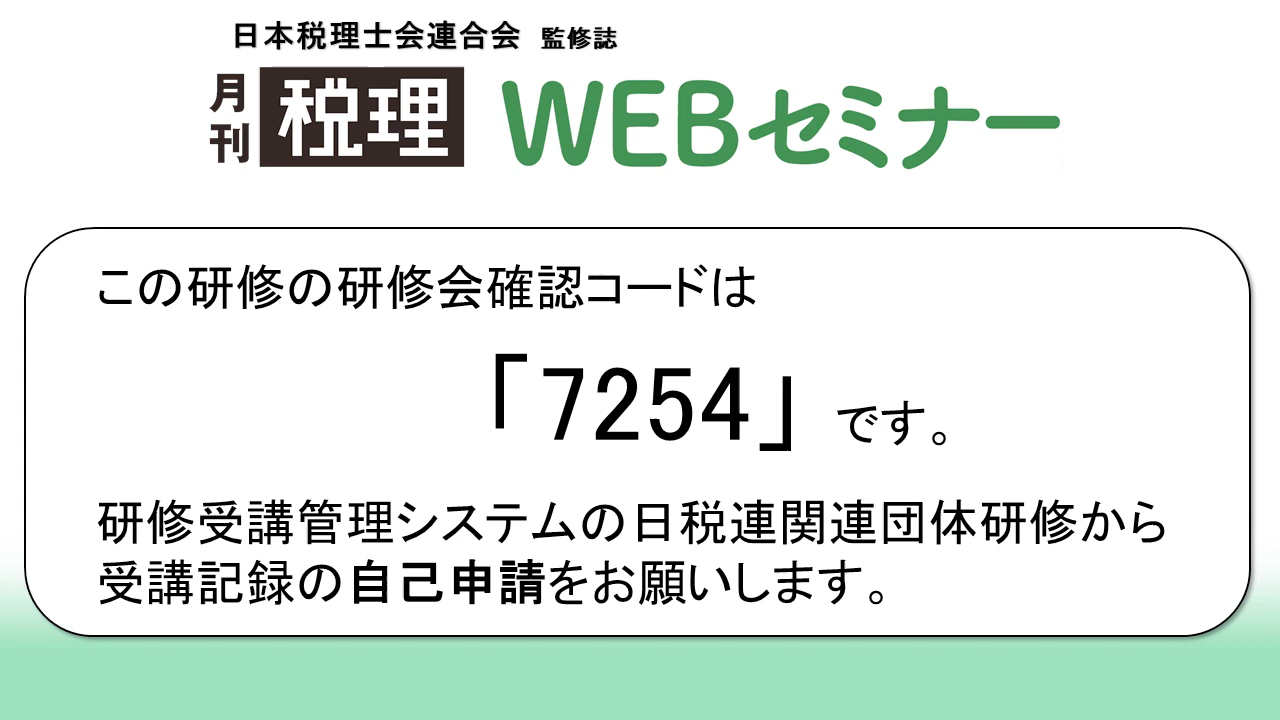 日本税理士会連合会 監修誌
月刊 税理 WEBセミナー
この研修の研修会確認コードは
「7254」です。
研修受講管理システムの日税連関連団体研修から
受講記録の自己申請をお願いします。